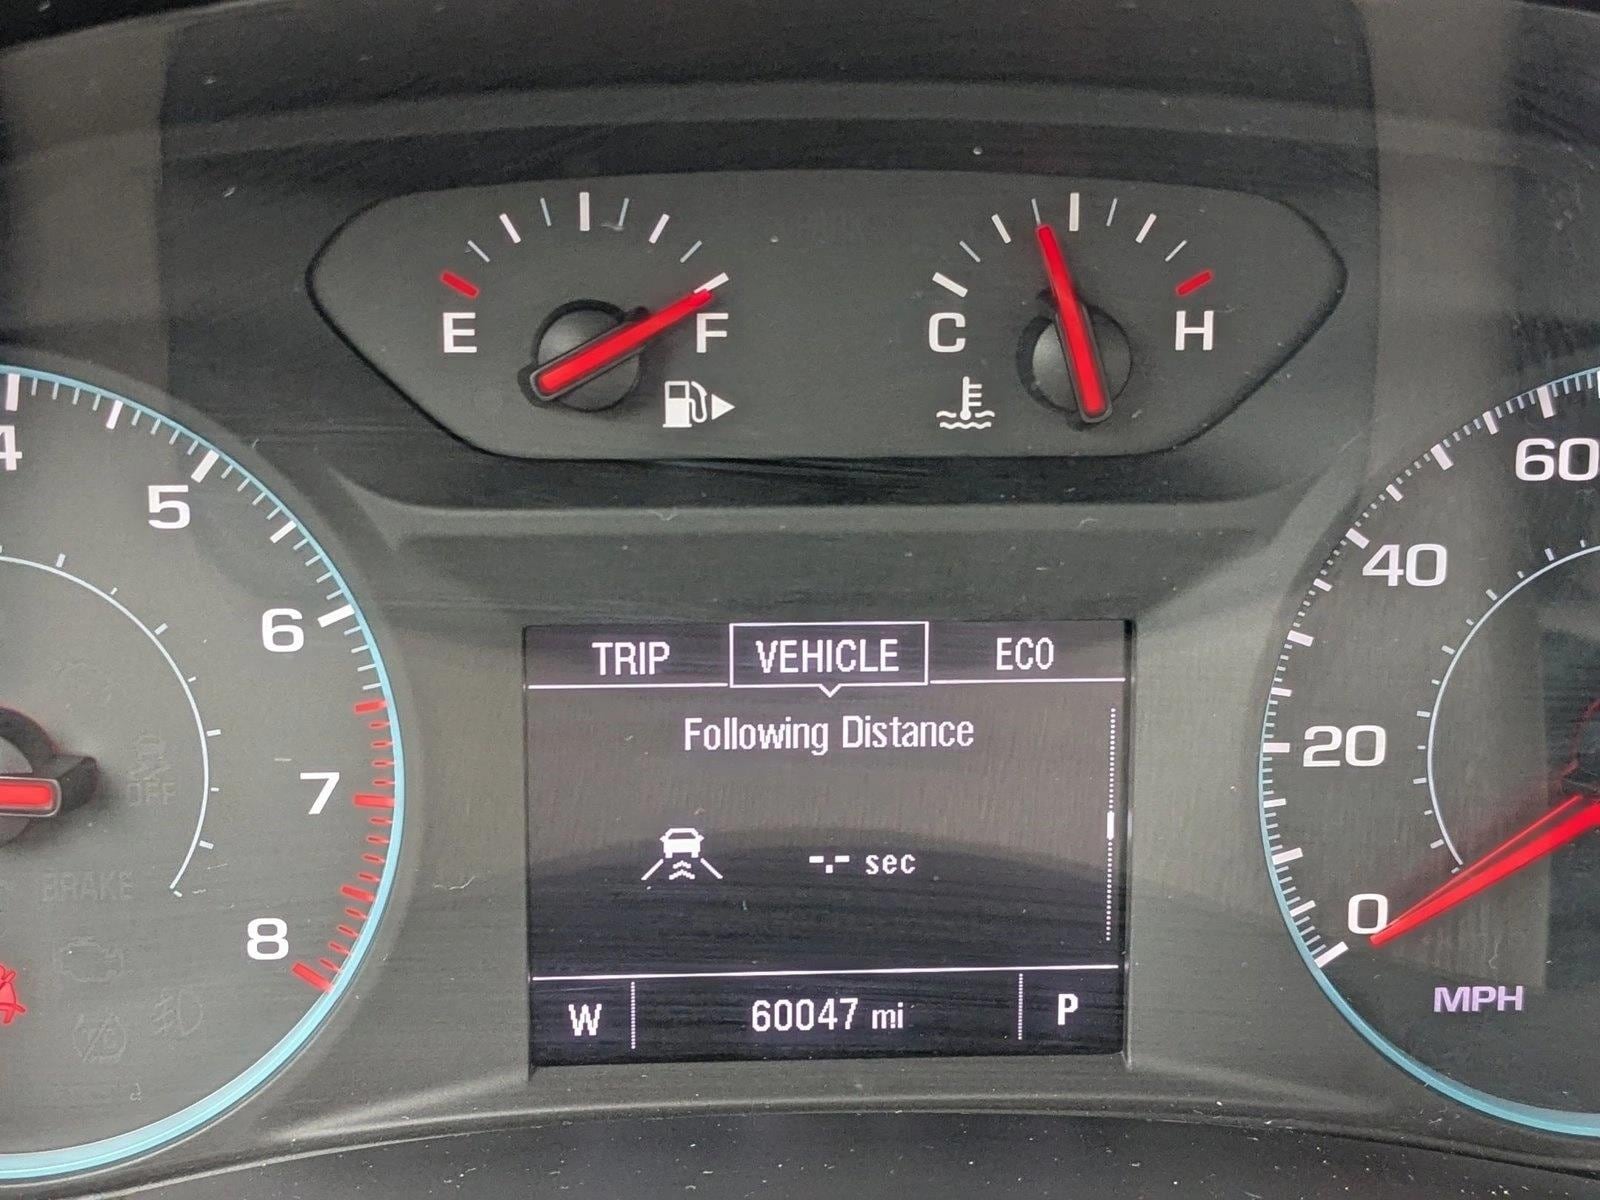 E F
C H
4
5
6
7
8
OFF
BRAKE
60
40
20
0
MPH
TRIP VEHICLE ECO
Following Distance
-.- sec
W 60047 mi P